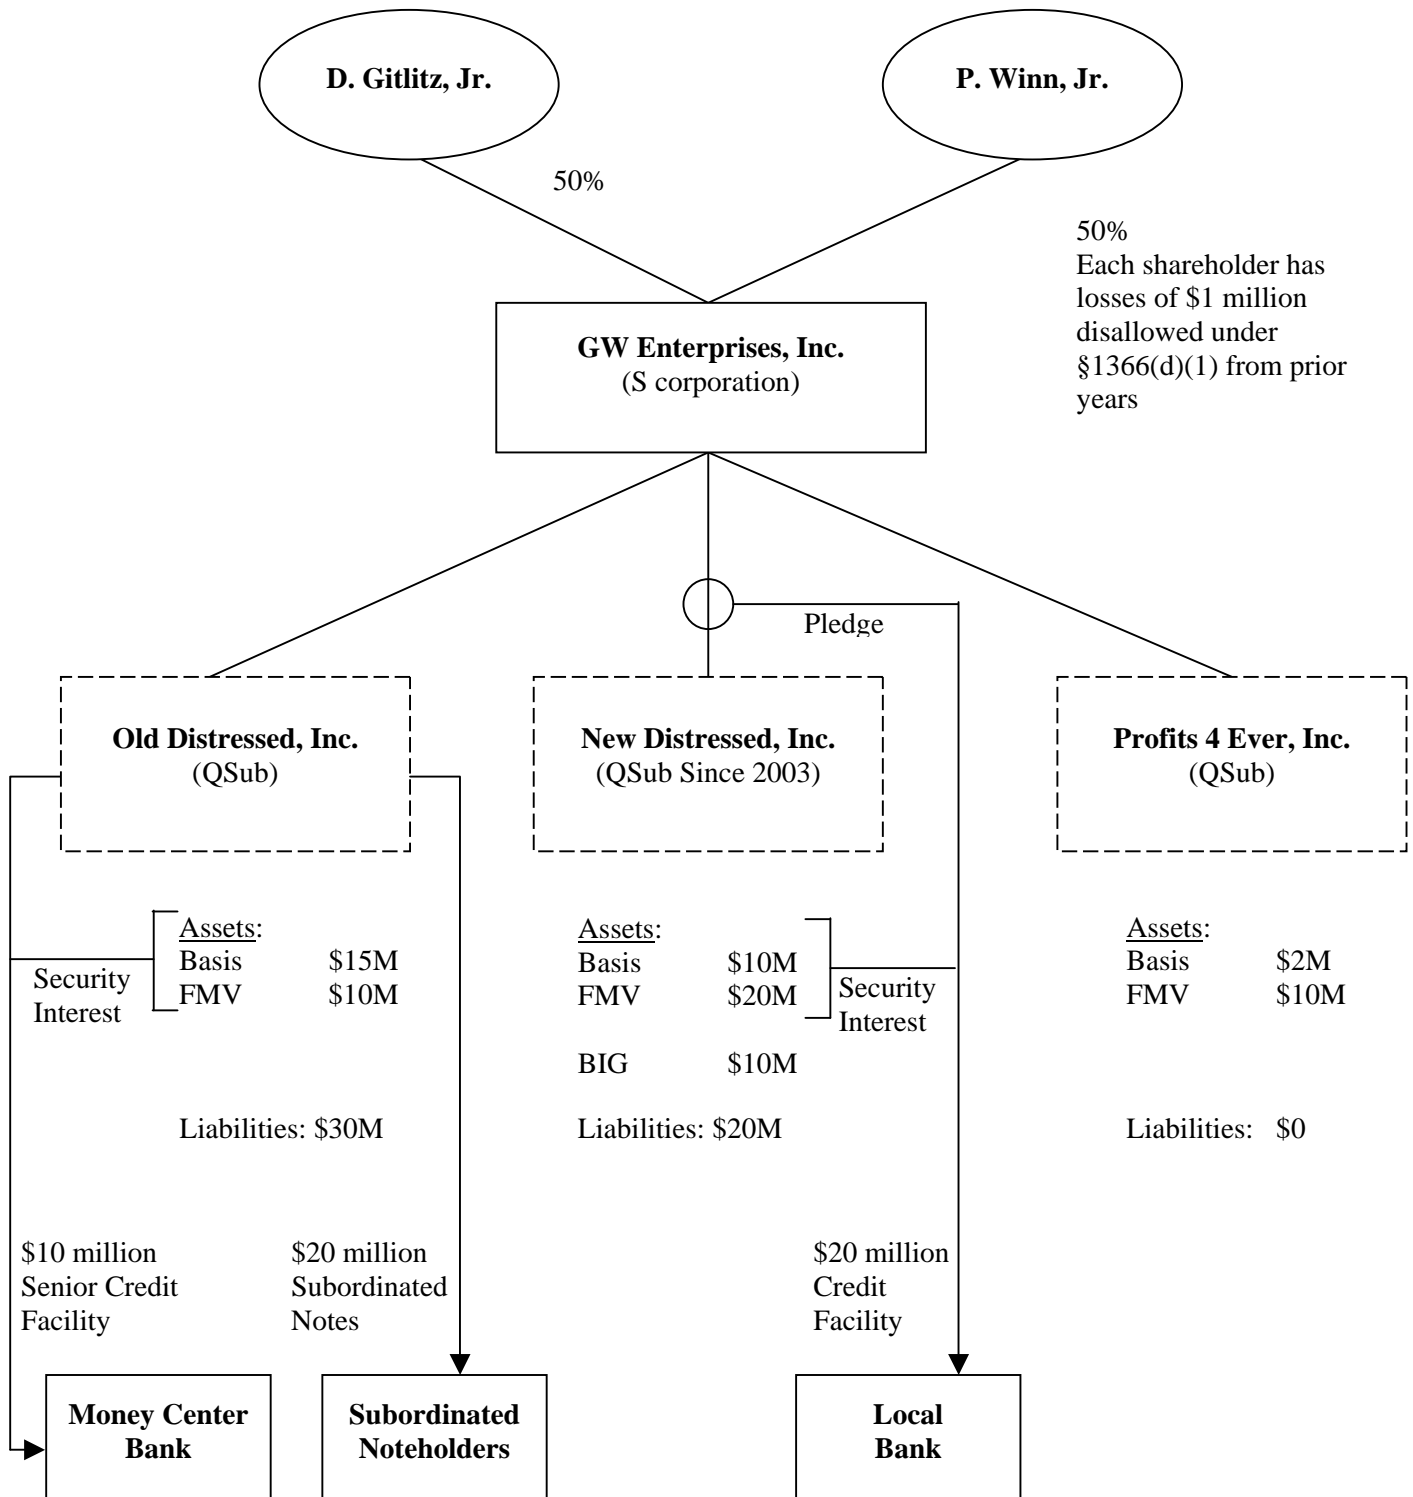 D. Gitlitz, Jr.
P. Winn, Jr.
50%
50%
Each shareholder has
losses of $1 million
disallowed under
§1366(d)(1) from prior
years
GW Enterprises, Inc.
(S corporation)
Pledge
Old Distressed, Inc.
(QSub)
New Distressed, Inc.
(QSub Since 2003)
Profits 4 Ever, Inc.
(QSub)
Security
Interest
Assets:
Basis $15M
FMV $10M
Liabilities: $30M
Assets:
Basis $10M
FMV $20M
BIG $10M
Liabilities: $20M
Security
Interest
Assets:
Basis $2M
FMV $10M
Liabilities: $0
$10 million
Senior Credit
Facility
$20 million
Subordinated
Notes
$20 million
Credit
Facility
Money Center
Bank
Subordinated
Noteholders
Local
Bank